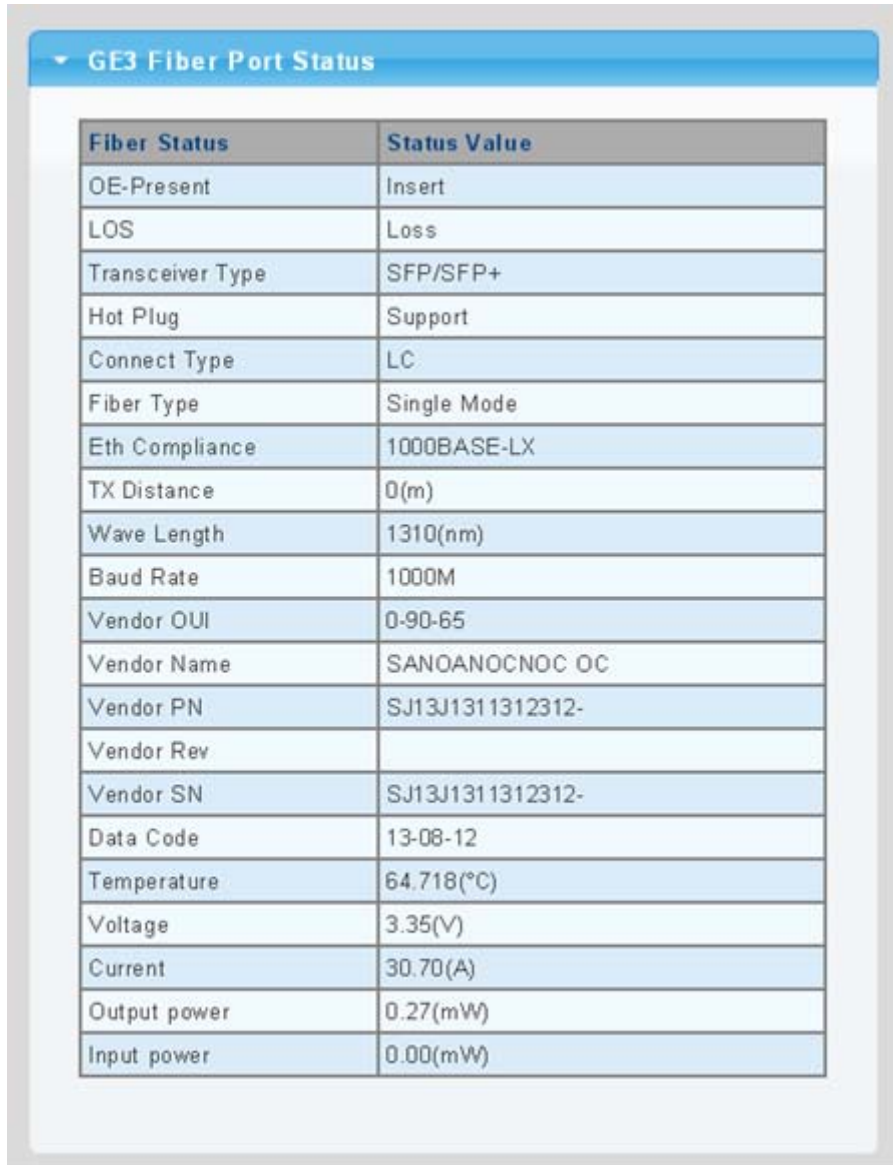 GE3 Fiber Port Status
Fiber Status Status Value
OE-Present Insert
LOS Loss
Transceiver Type SFP/SFP+
Hot Plug Support
Connect Type LC
Fiber Type Single Mode
Eth Compliance 1000BASE-LX
TX Distance 0(m)
Wave Length 1310(nm)
Baud Rate 1000M
Vendor OUI 0-90-65
Vendor Name SANOANOCNOC OC
Vendor PN SJ13J1311312312-
Vendor Rev
Vendor SN SJ13J1311312312-
Data Code 13-08-12
Temperature 64.718(°C)
Voltage 3.35(V)
Current 30.70(A)
Output power 0.27(mW)
Input power 0.00(mW)